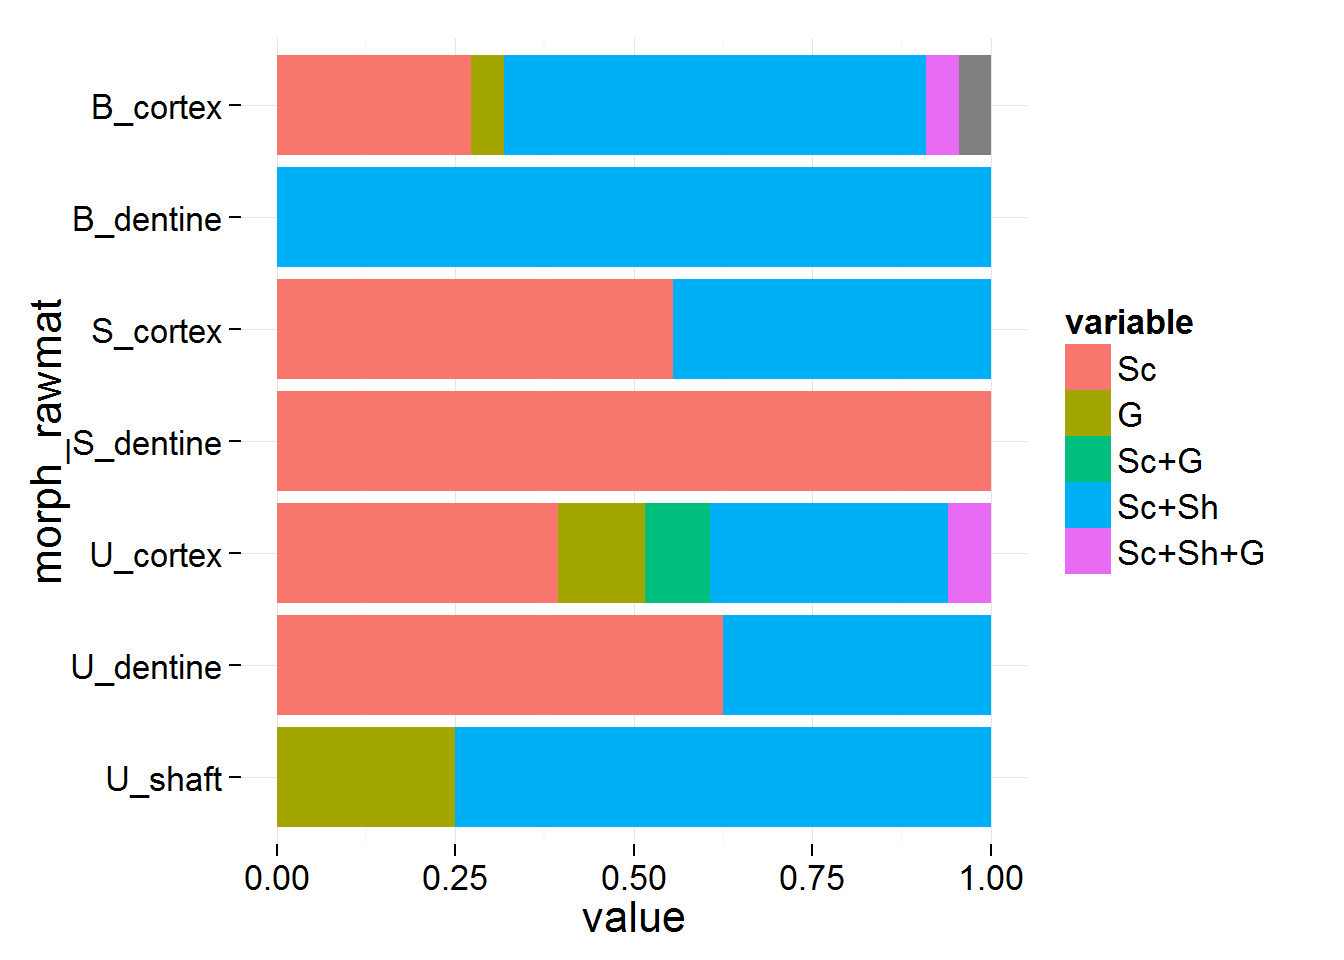 B_cortex
B_dentine
S_cortex
S_dentine
U_cortex
U_dentine
U_shaft
morph_rawmat
0.00 0.25 0.50 0.75 1.00
value
variable
Sc
G
Sc+G
Sc+Sh
Sc+Sh+G